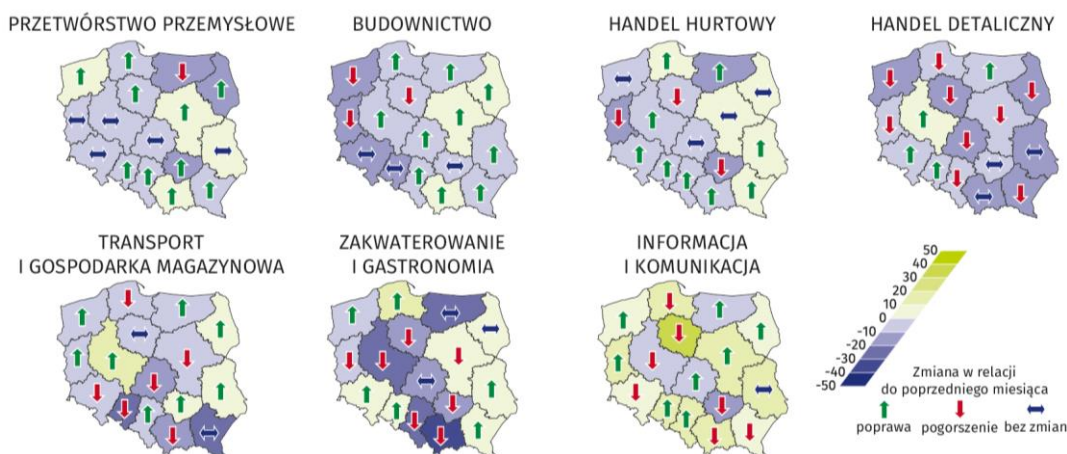 PRZETWÓRSTWO PRZEMYSŁOWE
BUDOWNICTWO
HANDEL HURTOWY
HANDEL DETALICZNY
TRANSPORT
I GOSPODARKA MAGAZYNOWA
ZAKWATEROWANIE
I GASTRONOMIA
INFORMACJA
I KOMUNIKACJA
50
40
30
20
10
0
-10
-20
-30
-40
-50
Zmiana w relacji
do poprzedniego miesiąca
poprawa pogorszenie bez zmian